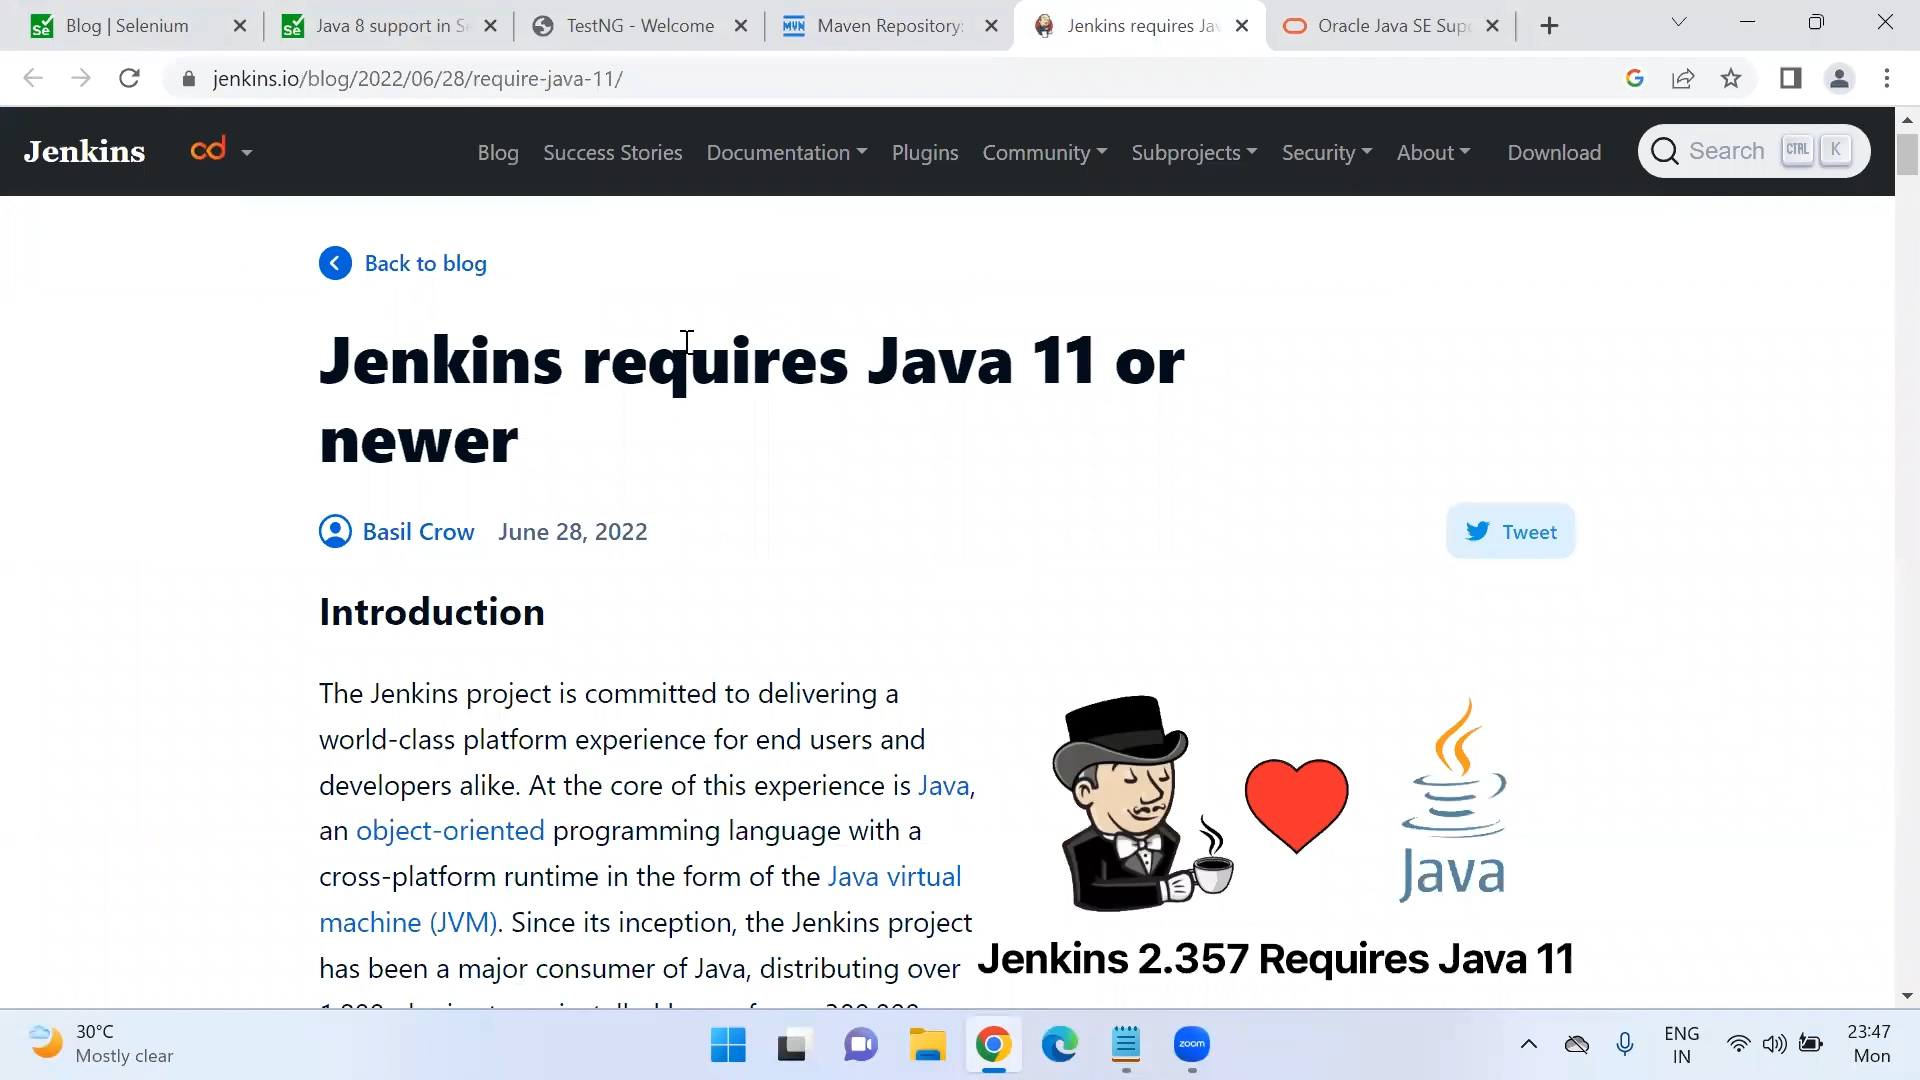 Blog | Selenium
Java 8 support in Se
TestNG - Welcome
Maven Repository:
Jenkins requires Jav
Oracle Java SE Supp
jenkins.io/blog/2022/06/28/require-java-11/
Jenkins
cd
Blog
Success Stories
Documentation
Plugins
Community
Subprojects
Security
About
Download
Search
CTRL
K
Back to blog
Jenkins requires Java 11 or
newer
Basil Crow
June 28, 2022
Tweet
Introduction
The Jenkins project is committed to delivering a
world-class platform experience for end users and
developers alike. At the core of this experience is Java,
an object-oriented programming language with a
cross-platform runtime in the form of the Java virtual
machine (JVM). Since its inception, the Jenkins project
has been a major consumer of Java, distributing over
Java
Jenkins 2.357 Requires Java 11
30°C
Mostly clear
zoom
ENG
IN
23:47
Mon